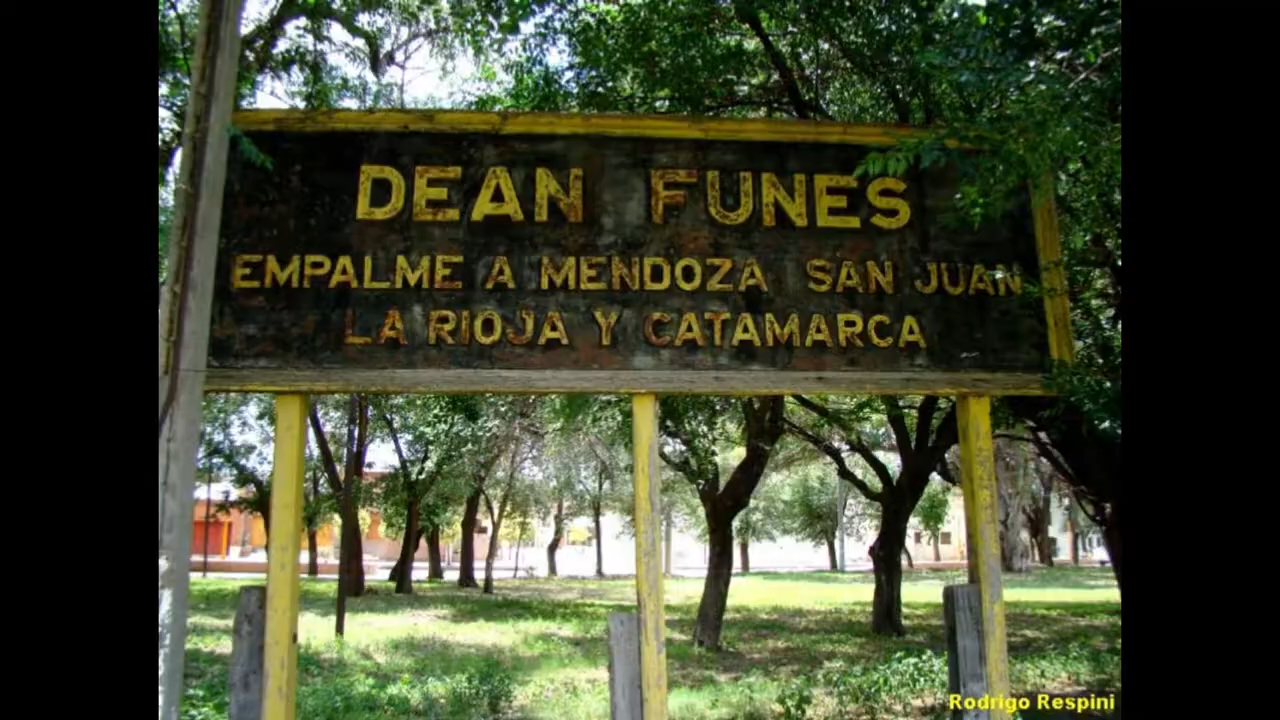 DEAN FUNES
EMPALME A MENDOZA SAN JUAN
LA RIOJA Y CATAMARCA
Rodrigo Respini